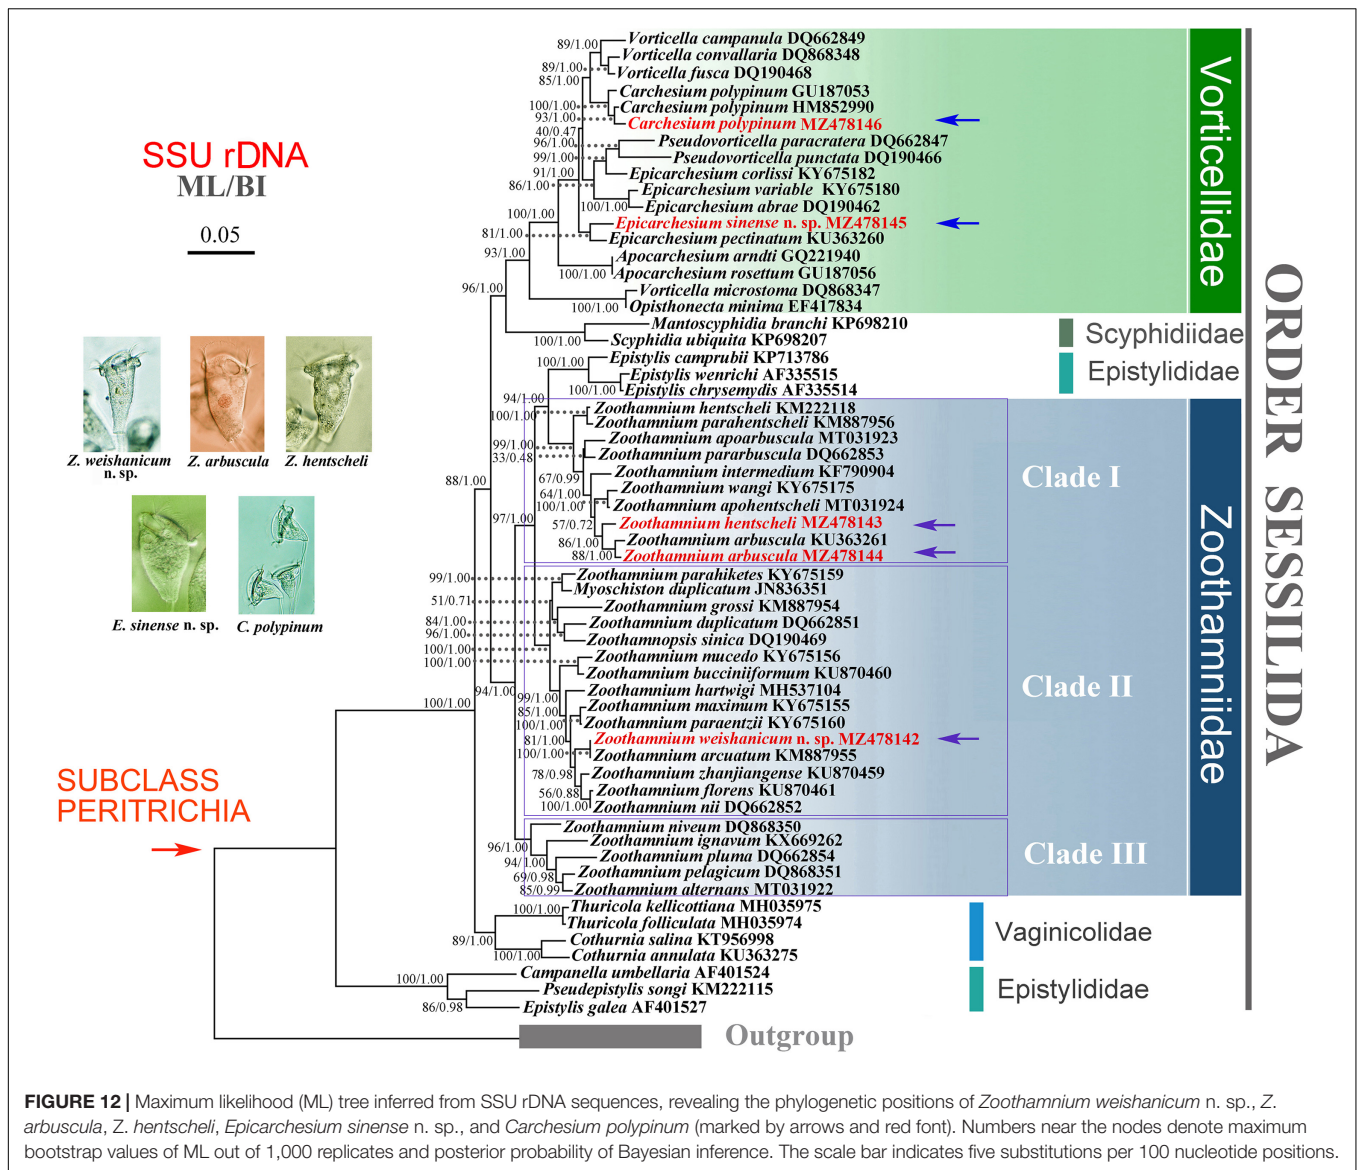 SSU rDNA
ML/BI
0.05
Z. weishanicum
n. sp.
Z. arbuscula
Z. hentscheli
E. sinense n. sp.
C. polypinum
SUBCLASS
PERITRICHIA
89/1.00
Vorticella campanula DQ662849
Vorticella convallaria DQ868348
89/1.00
Vorticella fusca DQ190468
85/1.00
Carchesium polypinum GU187053
100/1.00
Carchesium polypinum HM852990
93/1.00
Carchesium polypinum MZ478146
40/0.47
96/1.00
Pseudovorticella paracratera DQ662847
99/1.00
Pseudovorticella punctata DQ190466
91/1.00
Epicarchesium corlissi KY675182
86/1.00
Epicarchesium variable KY675180
100/1.00
Epicarchesium abrae DQ190462
100/1.00
Epicarchesium sinense n. sp. MZ478145
81/1.00
Epicarchesium pectinatum KU363260
93/1.00
Apocarchesium arndti GQ221940
100/1.00
Apocarchesium rosettum GU187056
96/1.00
Vorticella microstoma DQ868347
100/1.00
Opisthonecta minima EF417834
Mantoscyphidia branchi KP698210
100/1.00
Scyphidia ubiquita KP698207
100/1.00
Epistylis camprubii KP713786
Epistylis wenrichi AF335515
100/1.00
Epistylis chrysemydis AF335514
94/1.00
100/1.00
Zoothamnium hentscheli KM222118
Zoothamnium parahentscheli KM887956
99/1.00
Zoothamnium apoarbuscula MT031923
33/0.48
Zoothamnium pararbuscula DQ662853
67/0.99
Zoothamnium intermedium KF790904
88/1.00
64/1.00
Zoothamnium wangi KY675175
100/1.00
Zoothamnium apohentscheli MT031924
97/1.00
57/0.72
Zoothamnium hentscheli MZ478143
86/1.00
Zoothamnium arbuscula KU363261
88/1.00
Zoothamnium arbuscula MZ478144
99/1.00
Zoothamnium parahiketes KY675159
Myoschiston duplicatum JN836351
51/0.71
Zoothamnium grossi KM887954
84/1.00
Zoothamnium duplicatum DQ662851
96/1.00
Zoothamnopsis sinica DQ190469
100/1.00
Zoothamnium mucedo KY675156
100/1.00
Zoothamnium bucciniiformum KU870460
94/1.00
99/1.00
Zoothamnium hartwigi MH537104
100/1.00
85/1.00
Zoothamnium maximum KY675155
100/1.00
Zoothamnium paraentzii KY675160
81/1.00
Zoothamnium weishanicum n. sp. MZ478142
100/1.00
Zoothamnium arcuatum KM887955
78/0.98
Zoothamnium zhanjiangense KU870459
56/0.88
Zoothamnium florens KU870461
100/1.00
Zoothamnium nii DQ662852
Zoothamnium niveum DQ868350
96/1.00
Zoothamnium ignavum KX669262
94/1.00
Zoothamnium pluma DQ662854
69/0.98
Zoothamnium pelagicum DQ868351
85/0.99
Zoothamnium alternans MT031922
100/1.00
Thuricola kellicottiana MH035975
Thuricola folliculata MH035974
89/1.00
Cothurnia salina KT956998
100/1.00
Cothurnia annulata KU363275
100/1.00
Campanella umbellaria AF401524
Pseudepistylis songi KM222115
86/0.98
Epistylis galea AF401527
Outgroup
Clade I
Clade II
Clade III
Vorticellidae
Scyphidiidae
Epistylididae
Zoothamniidae
Vaginicolidae
Epistylididae
ORDER SESSILIDA
FIGURE 12 | Maximum likelihood (ML) tree inferred from SSU rDNA sequences, revealing the phylogenetic positions of Zoothamnium weishanicum n. sp., Z.
arbuscula, Z. hentscheli, Epicarchesium sinense n. sp., and Carchesium polypinum (marked by arrows and red font). Numbers near the nodes denote maximum
bootstrap values of ML out of 1,000 replicates and posterior probability of Bayesian inference. The scale bar indicates five substitutions per 100 nucleotide positions.